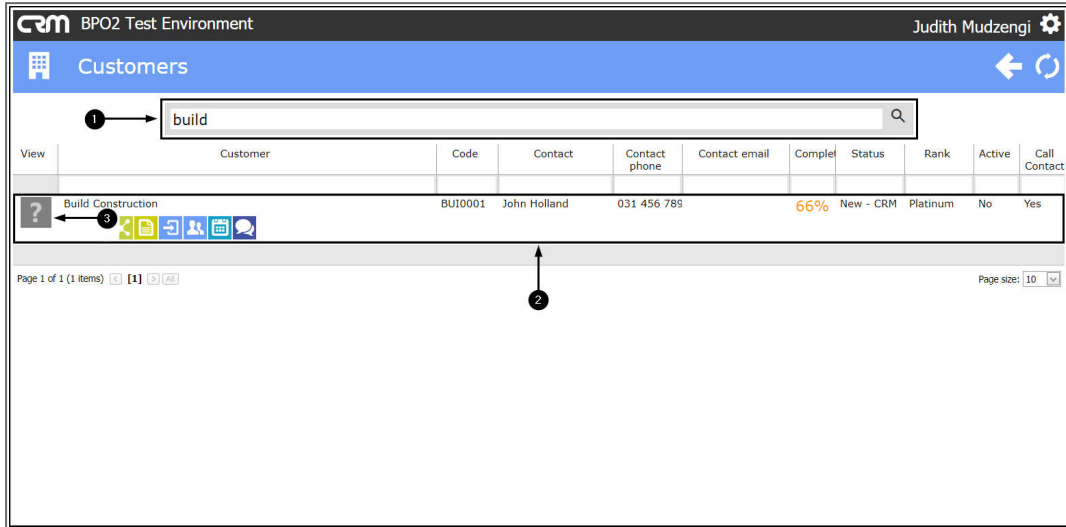 CRM BPO2 Test Environment Judith Mudzengi
Customers
1 build
View Customer Code Contact Contact phone Contact email Complet Status Rank Active Call Contact
? Build Construction BUI0001 John Holland 031 456 789 66% New - CRM Platinum No Yes
3
Page 1 of 1 (1 items) < [1] > All Page size: 10
2